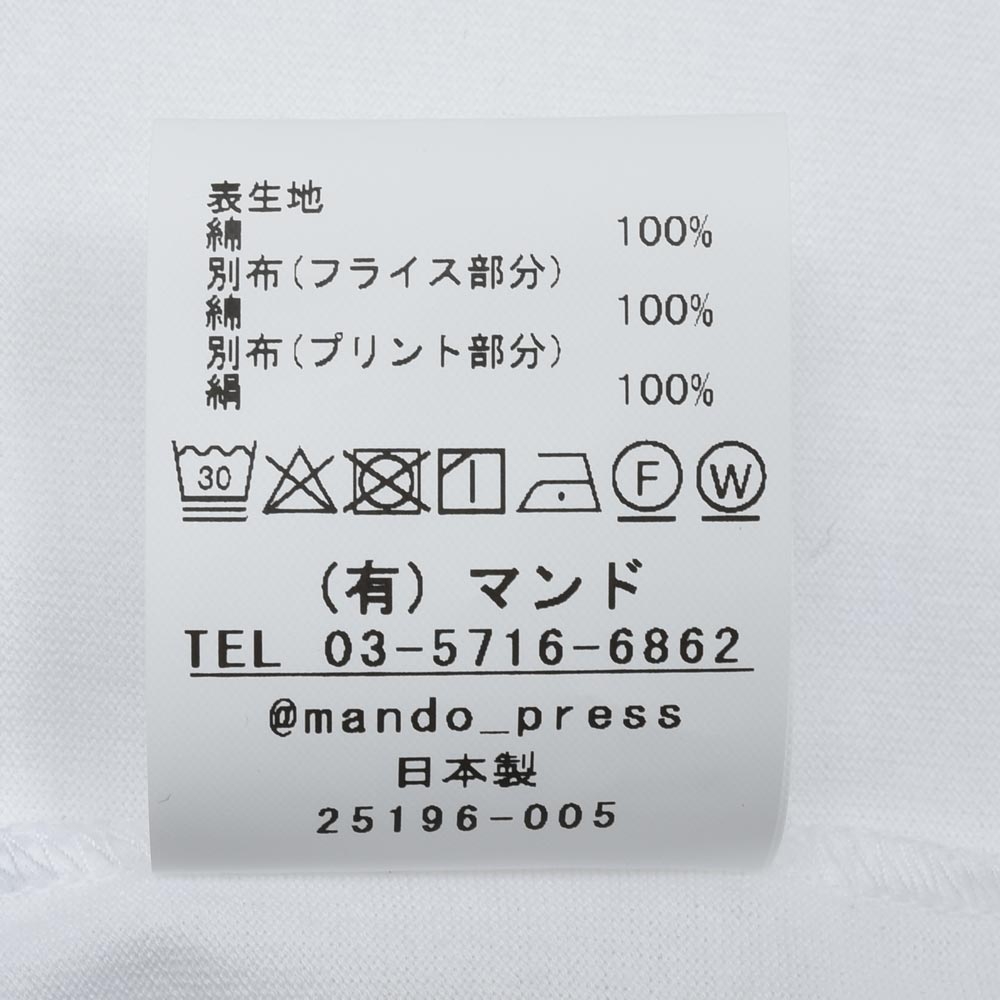 表生地
綿 100%
別布(フライス部分)
綿 100%
別布(プリント部分)
絹 100%
30 F W
(有) マンド
TEL 03-5716-6862
@mando_press
日本製
25196-005